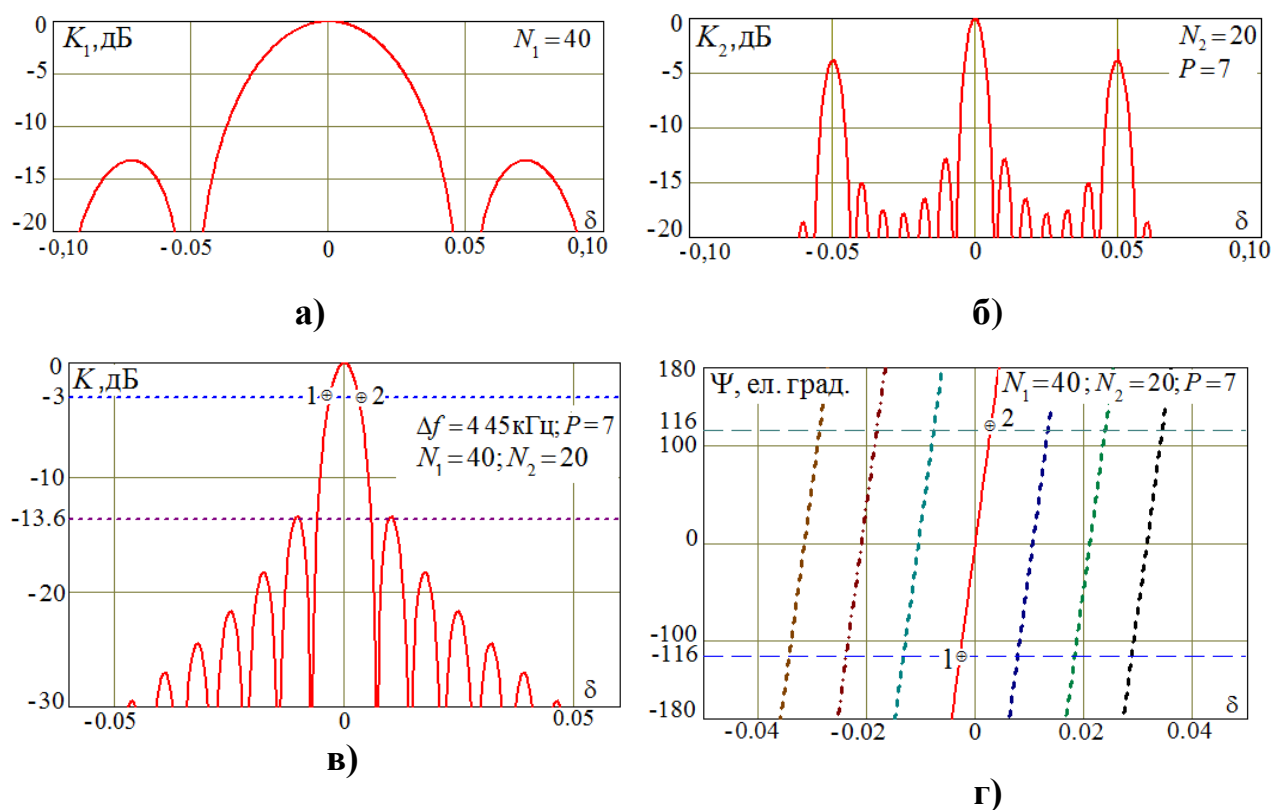 0
-5
-10
-15
-20
K₁,дБ
N₁=40
-0,10
-0.05
0
0.05
0,10
δ
а)
0
-5
-10
-15
-20
K₂,дБ
N₂=20
P=7
-0.10
-0.05
0
0.05
0,10
δ
б)
0
-3
-10
-13.6
-20
-30
K,дБ
1
2
Δf=4 45кГц; P=7
N₁=40; N₂=20
-0.05
0
0.05
δ
в)
180
116
100
0
-100
-116
-180
Ψ, ел. град.
N₁=40; N₂=20; P=7
2
1
-0.04
-0.02
0
0.02
0.04
δ
г)